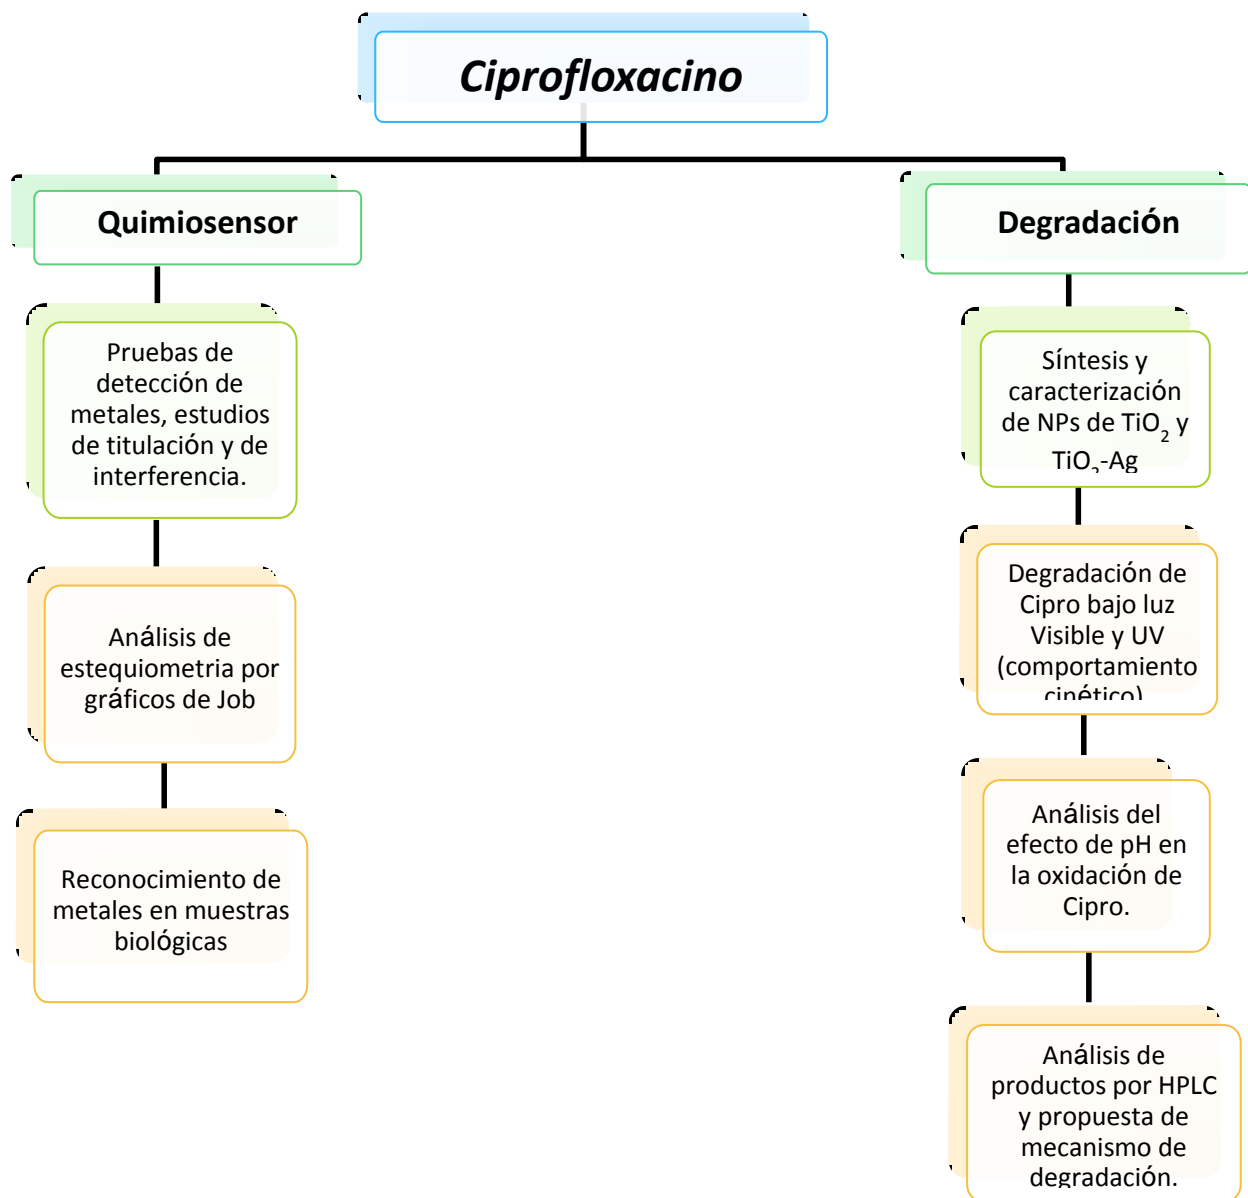 Ciprofloxacino
Quimiosensor
Pruebas de
detección de
metales, estudios
de titulación y de
interferencia.
Análisis de
estequiometria por
gráficos de Job
Reconocimiento de
metales en muestras
biológicas
Degradación
Síntesis y
caracterización
de NPs de TiO₂ y
TiO₂-Ag
Degradación de
Cipro bajo luz
Visible y UV
(comportamiento
cinético)
Análisis del
efecto de pH en
la oxidación de
Cipro.
Análisis de
productos por HPLC
y propuesta de
mecanismo de
degradación.